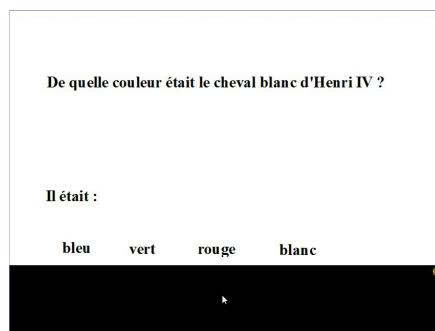 De quelle couleur était le cheval blanc d'Henri IV ?
Il était :
bleu vert rouge blanc